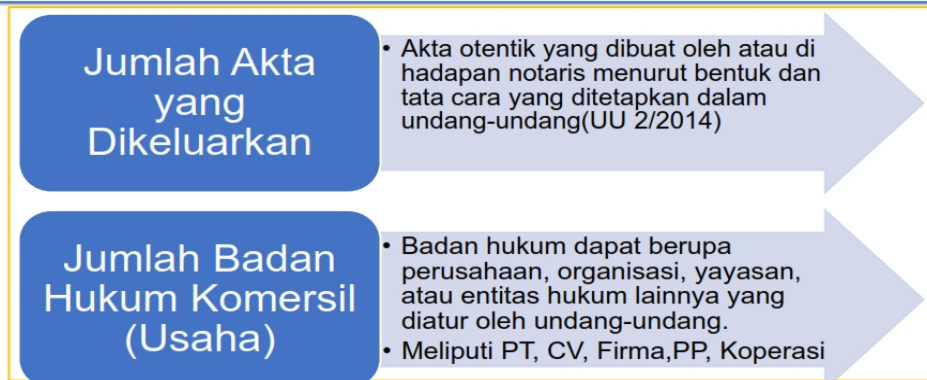 Jumlah Akta
yang
Dikeluarkan
• Akta otentik yang dibuat oleh atau di
hadapan notaris menurut bentuk dan
tata cara yang ditetapkan dalam
undang-undang(UU 2/2014)
Jumlah Badan
Hukum Komersil
(Usaha)
• Badan hukum dapat berupa
perusahaan, organisasi, yayasan,
atau entitas hukum lainnya yang
diatur oleh undang-undang.
• Meliputi PT, CV, Firma,PP, Koperasi